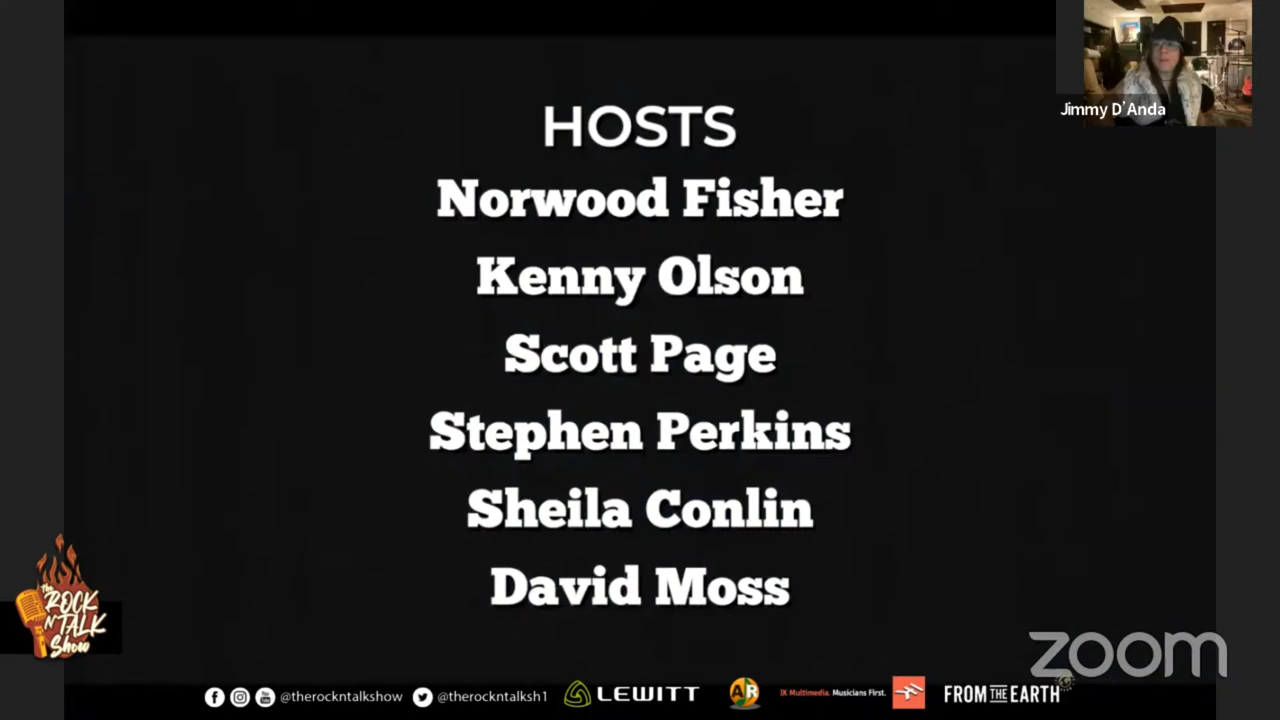 Jimmy D'Anda
HOSTS
Norwood Fisher
Kenny Olson
Scott Page
Stephen Perkins
Sheila Conlin
David Moss
the
ROCK
N'
TALK
Show
zoom
@therockntalkshow
@therockntalksh1
LEWITT
AR
IK Multimedia. Musicians First.
FROM THE EARTH